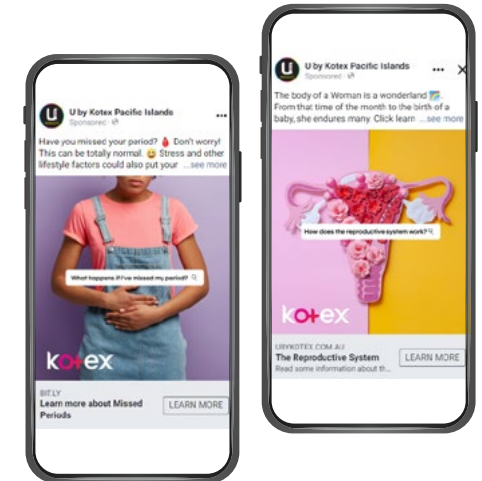 U by Kotex Pacific Islands
Sponsored
Have you missed your period? 🩸 Don't worry!
This can be totally normal. 😀 Stress and other
lifestyle factors could also put your ...see more
What happens if I've missed my period?
kotex
BIT.LY
Learn more about Missed
Periods
LEARN MORE
U by Kotex Pacific Islands
Sponsored
The body of a Woman is a wonderland
From that time of the month to the birth of a
baby, she endures many. Click learn ...see more
How does the reproductive system work?
kotex
UBYKOTEX.COM.AU
The Reproductive System
Read some information about th...
LEARN MORE